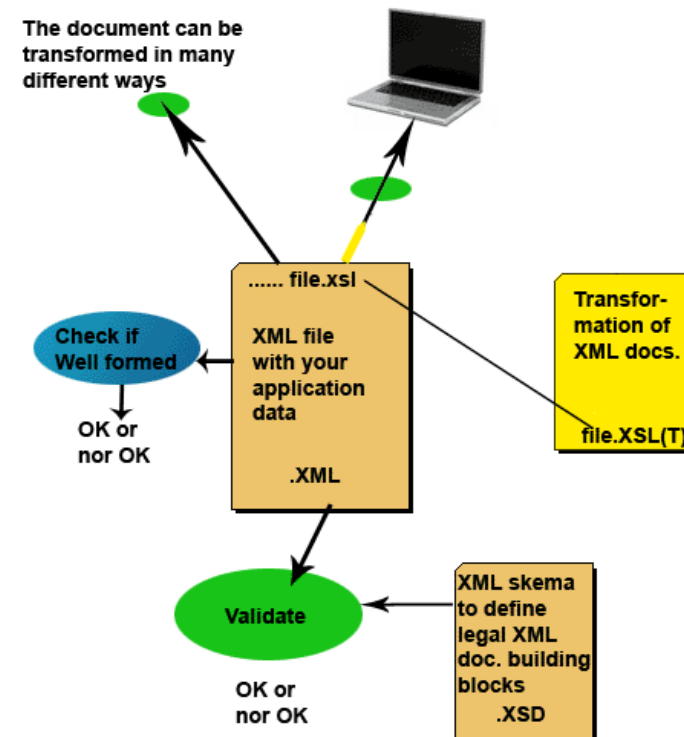 The document can be
transformed in many
different ways
...... file.xsl
XML file
with your
application
data
.XML
Check if
Well formed
OK or
nor OK
Transfor-
mation of
XML docs.
file.XSL(T)
Validate
OK or
nor OK
XML skema
to define
legal XML
doc. building
blocks
.XSD